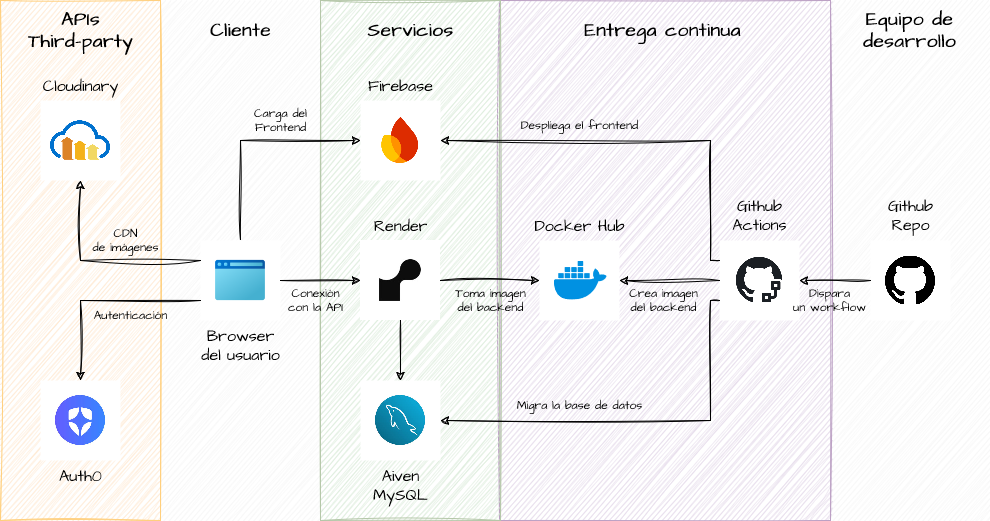 APIs
Third-party
Cliente
Servicios
Entrega continua
Equipo de
desarrollo
Cloudinary
Firebase
Carga del
Frontend
Despliega el frontend
CDN
de imágenes
Render
Docker Hub
Github
Actions
Github
Repo
Conexión
con la API
Toma imagen
del backend
Crea imagen
del backend
Dispara
un workflow
Autenticación
Browser
del usuario
Migra la base de datos
Auth0
Aiven
MySQL